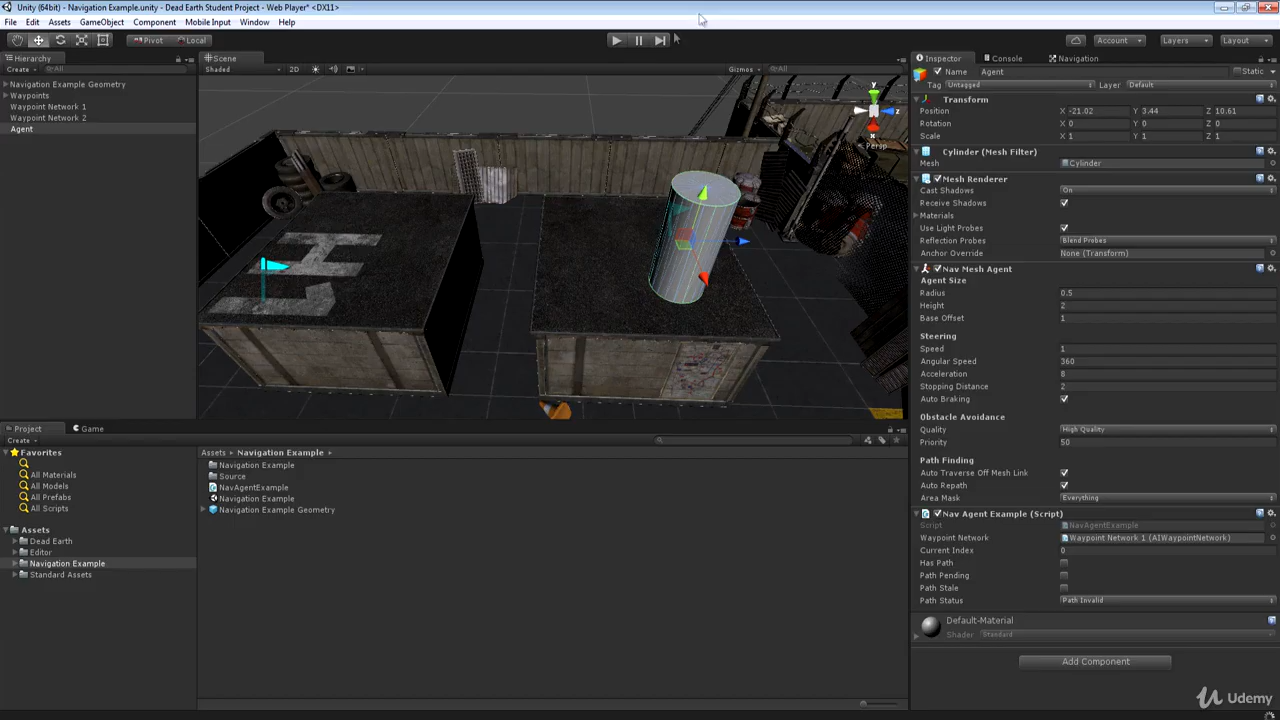 Unity (64bit) - Navigation Example.unity - Dead Earth Student Project - Web Player* <DX11>
File Edit Assets GameObject Component Mobile Input Window Help
Pivot Local Account Layers Layout
Hierarchy
Create All
Navigation Example Geometry
Waypoints
Waypoint Network 1
Waypoint Network 2
Agent
Scene
Shaded 2D Gizmos All
y
z
x
Persp
Project Game
Create
Favorites
All Materials
All Models
All Prefabs
All Scripts
Assets
Dead Earth
Editor
Navigation Example
Standard Assets
Assets Navigation Example
Navigation Example
Source
NavAgentExample
Navigation Example
Navigation Example Geometry
Inspector Console Navigation
Name Agent Static
Tag Untagged Layer Default
Transform
Position X -21.02 Y 3.44 Z 10.61
Rotation X 0 Y 0 Z 0
Scale X 1 Y 1 Z 1
Cylinder (Mesh Filter)
Mesh Cylinder
Mesh Renderer
Cast Shadows On
Receive Shadows
Materials
Use Light Probes
Reflection Probes Blend Probes
Anchor Override None (Transform)
Nav Mesh Agent
Agent Size
Radius 0.5
Height 2
Base Offset 1
Steering
Speed 1
Angular Speed 360
Acceleration 8
Stopping Distance 2
Auto Braking
Obstacle Avoidance
Quality High Quality
Priority 50
Path Finding
Auto Traverse Off Mesh Link
Auto Repath
Area Mask Everything
Nav Agent Example (Script)
Script NavAgentExample
Waypoint Network Waypoint Network 1 (AIWaypointNetwork)
Current Index 0
Has Path
Path Pending
Path Stale
Path Status Path Invalid
Default-Material
Shader Standard
Add Component
Udemy